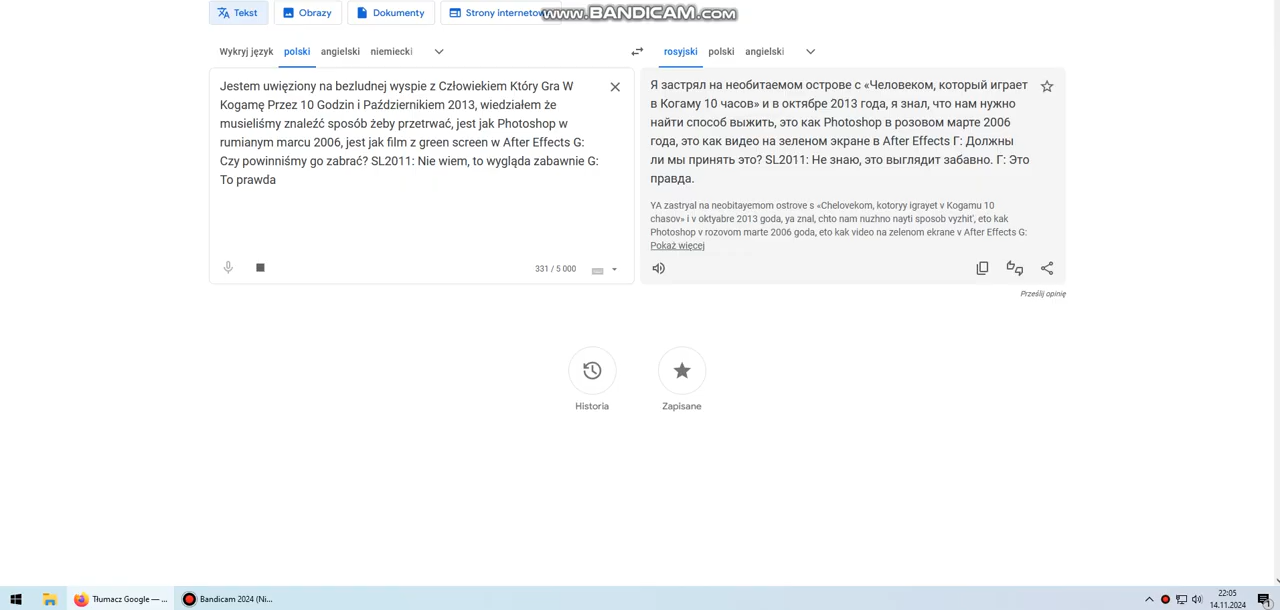 Tekst Obrazy Dokumenty Strony interneto
www.BANDICAM.com
Wykryj język polski angielski niemiecki
rosyjski polski angielski
Jestem uwięziony na bezludnej wyspie z Człowiekiem Który Gra W
Kogamę Przez 10 Godzin i Październikiem 2013, wiedziałem że
musieliśmy znaleźć sposób żeby przetrwać, jest jak Photoshop w
rumianym marcu 2006, jest jak film z green screen w After Effects G:
Czy powinniśmy go zabrać? SL2011: Nie wiem, to wygląda zabawnie G:
To prawda
331 / 5 000
Я застрял на необитаемом острове с «Человеком, который играет
в Когаму 10 часов» и в октябре 2013 года, я знал, что нам нужно
найти способ выжить, это как Photoshop в розовом марте 2006
года, это как видео на зеленом экране в After Effects Г: Должны
ли мы принять это? SL2011: Не знаю, это выглядит забавно. Г: Это
правда.
YA zastryal na neobitayemom ostrove s «Chelovekom, kotoryy igrayet v Kogamu 10
chasov» i v oktyabre 2013 goda, ya znal, chto nam nuzhno nayti sposob vyzhit', eto kak
Photoshop v rozovom marte 2006 goda, eto kak video na zelenom ekrane v After Effects G:
Pokaż więcej
Prześlij opinię
Historia Zapisane
Tłumacz Google — ... Bandicam 2024 (Ni...
22:05
14.11.2024